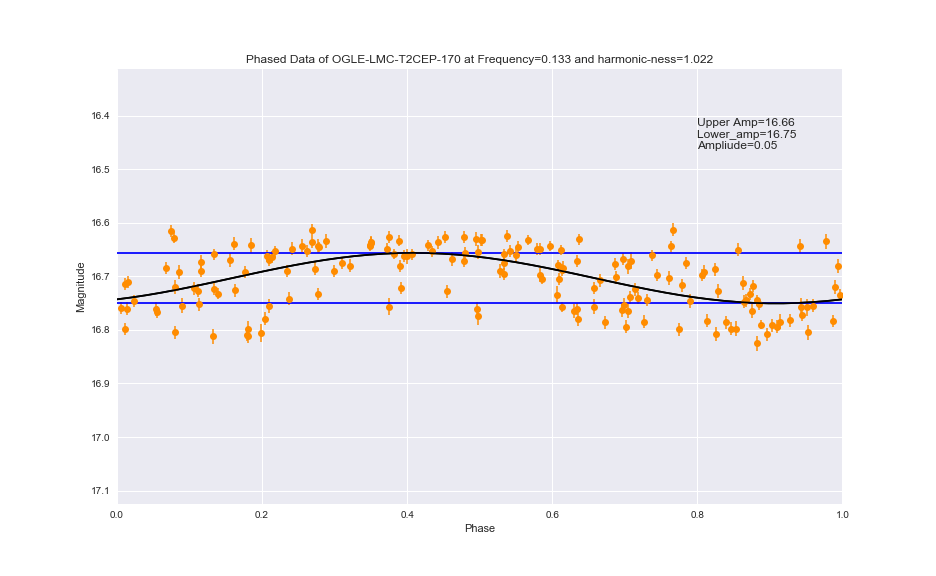 Phased Data of OGLE-LMC-T2CEP-170 at Frequency=0.133 and harmonic-ness=1.022
16.4
16.5
16.6
16.7
16.8
16.9
17.0
17.1
Magnitude
Upper Amp=16.66
Lower_amp=16.75
Ampliude=0.05
0.0 0.2 0.4 0.6 0.8 1.0
Phase